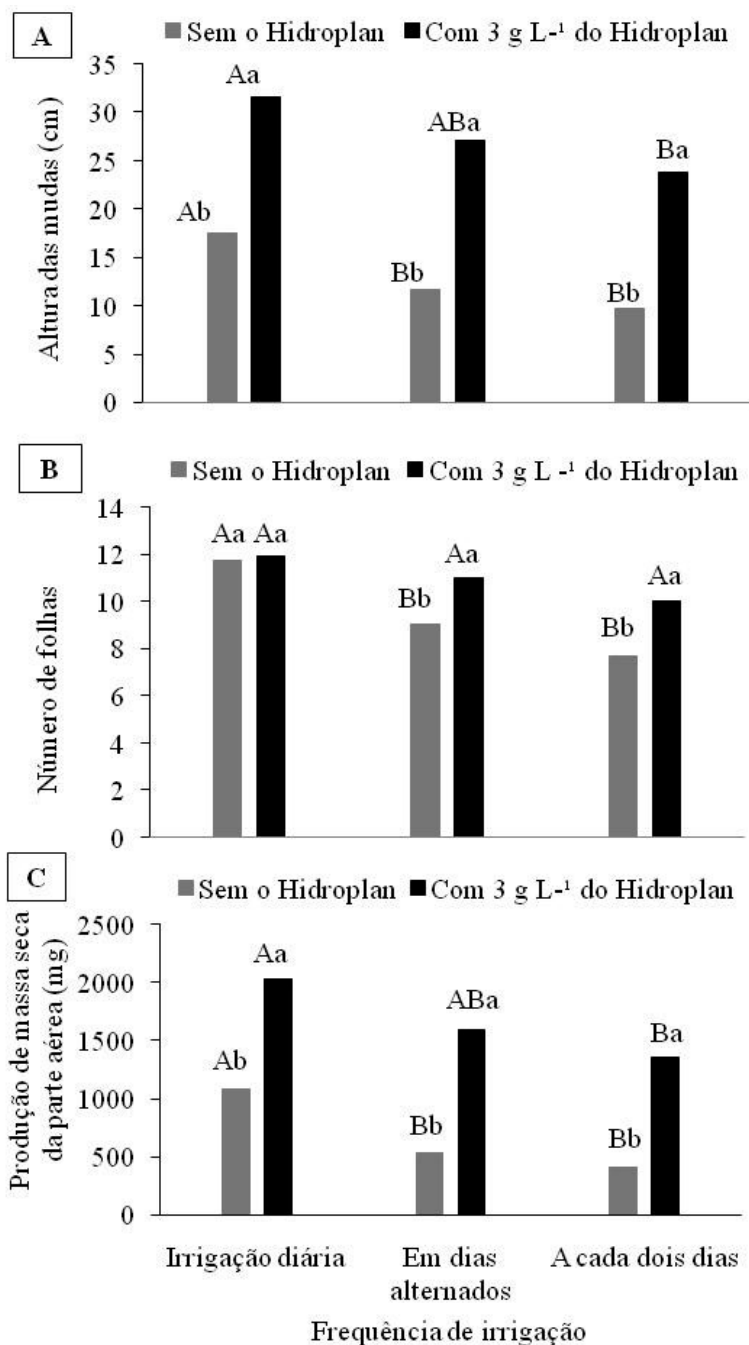 A
Sem o Hidroplan Com 3 g L-¹ do Hidroplan
Altura das mudas (cm)
35
30
25
20
15
10
5
0
Ab Aa
Bb ABa
Bb Ba
B
Sem o Hidroplan Com 3 g L -¹ do Hidroplan
Número de folhas
14
12
10
8
6
4
2
0
Aa Aa
Bb Aa
Bb Aa
C
Sem o Hidroplan Com 3 g L-¹ do Hidroplan
Produção de massa seca
da parte aérea (mg)
2500
2000
1500
1000
500
0
Ab Aa
Bb ABa
Bb Ba
Irrigação diária
Em dias
alternados
A cada dois dias
Frequência de irrigação